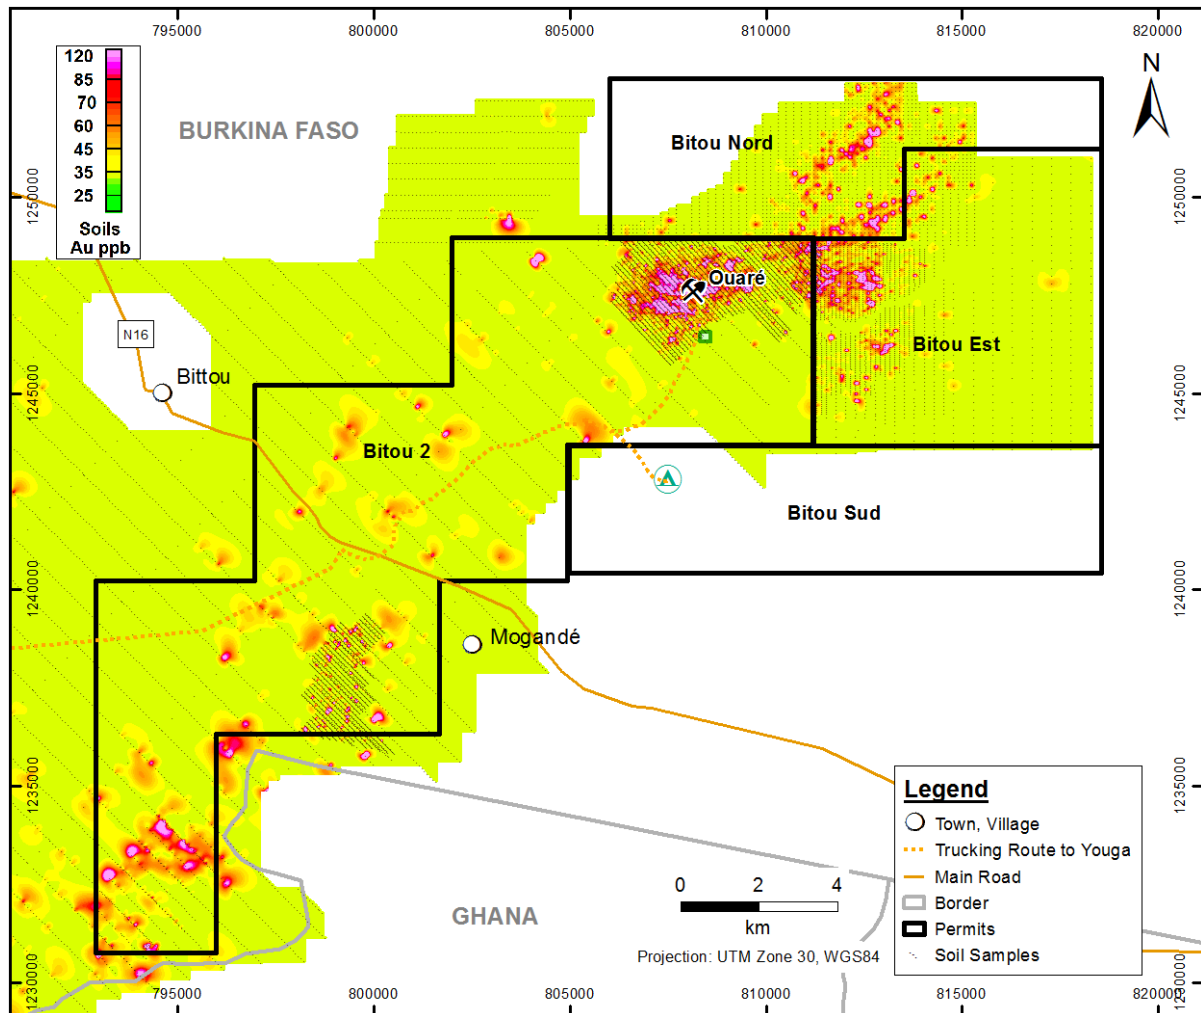 795000
800000
805000
810000
815000
820000
120
85
70
60
45
35
25
Soils
Au ppb
BURKINA FASO
N
Bitou Nord
1250000
1250000
Ouaré
N16
Bittou
Bitou Est
1245000
1245000
Bitou 2
Bitou Sud
1240000
1240000
Mogandé
1235000
1235000
Legend
Town, Village
Trucking Route to Youga
Main Road
Border
Permits
Soil Samples
0 2 4
km
GHANA
Projection: UTM Zone 30, WGS84
1230000
1230000
795000
800000
805000
810000
815000
820000